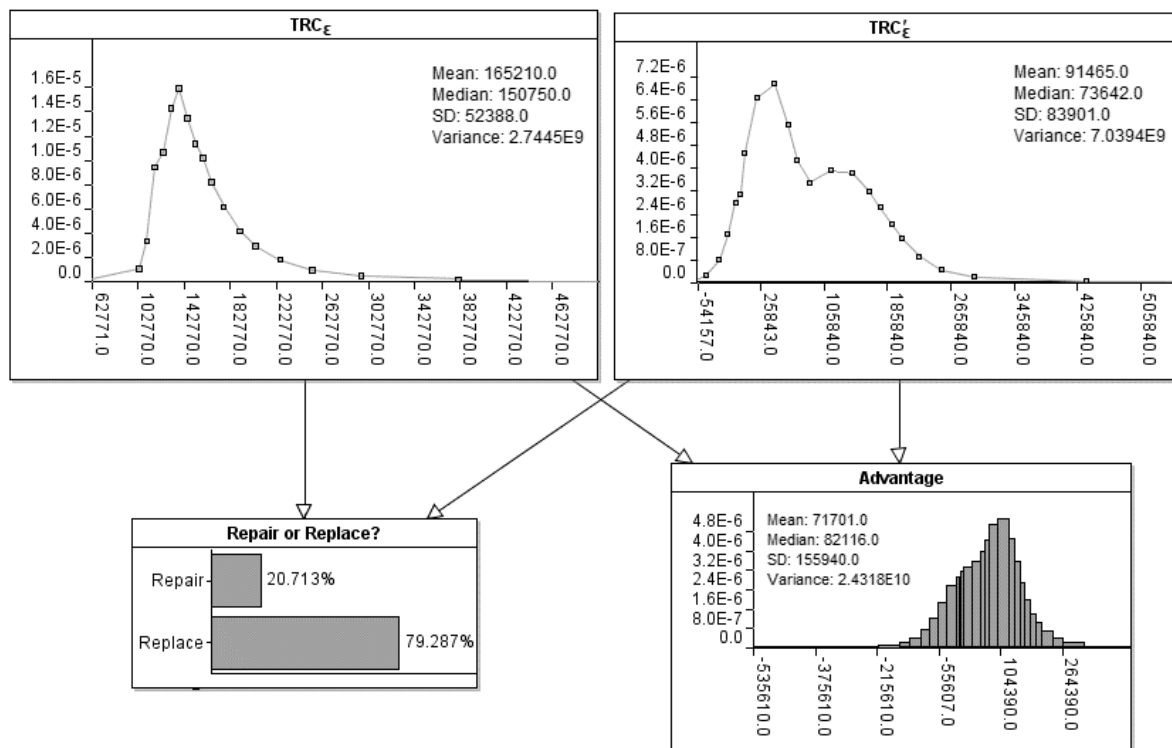 TRCε
1.6E-5
1.4E-5
1.2E-5
1.0E-5
8.0E-6
6.0E-6
4.0E-6
2.0E-6
0.0
Mean: 165210.0
Median: 150750.0
SD: 52388.0
Variance: 2.7445E9
62771.0
102770.0
142770.0
182770.0
222770.0
262770.0
302770.0
342770.0
382770.0
422770.0
462770.0
TRC′ε
7.2E-6
6.4E-6
5.6E-6
4.8E-6
4.0E-6
3.2E-6
2.4E-6
1.6E-6
8.0E-7
0.0
Mean: 91465.0
Median: 73642.0
SD: 83901.0
Variance: 7.0394E9
-54157.0
25843.0
105840.0
185840.0
265840.0
345840.0
425840.0
505840.0
Repair or Replace?
Repair 20.713%
Replace 79.287%
Advantage
4.8E-6
4.0E-6
3.2E-6
2.4E-6
1.6E-6
8.0E-7
0.0
Mean: 71701.0
Median: 82116.0
SD: 155940.0
Variance: 2.4318E10
-535610.0
-375610.0
-215610.0
-55607.0
104390.0
264390.0